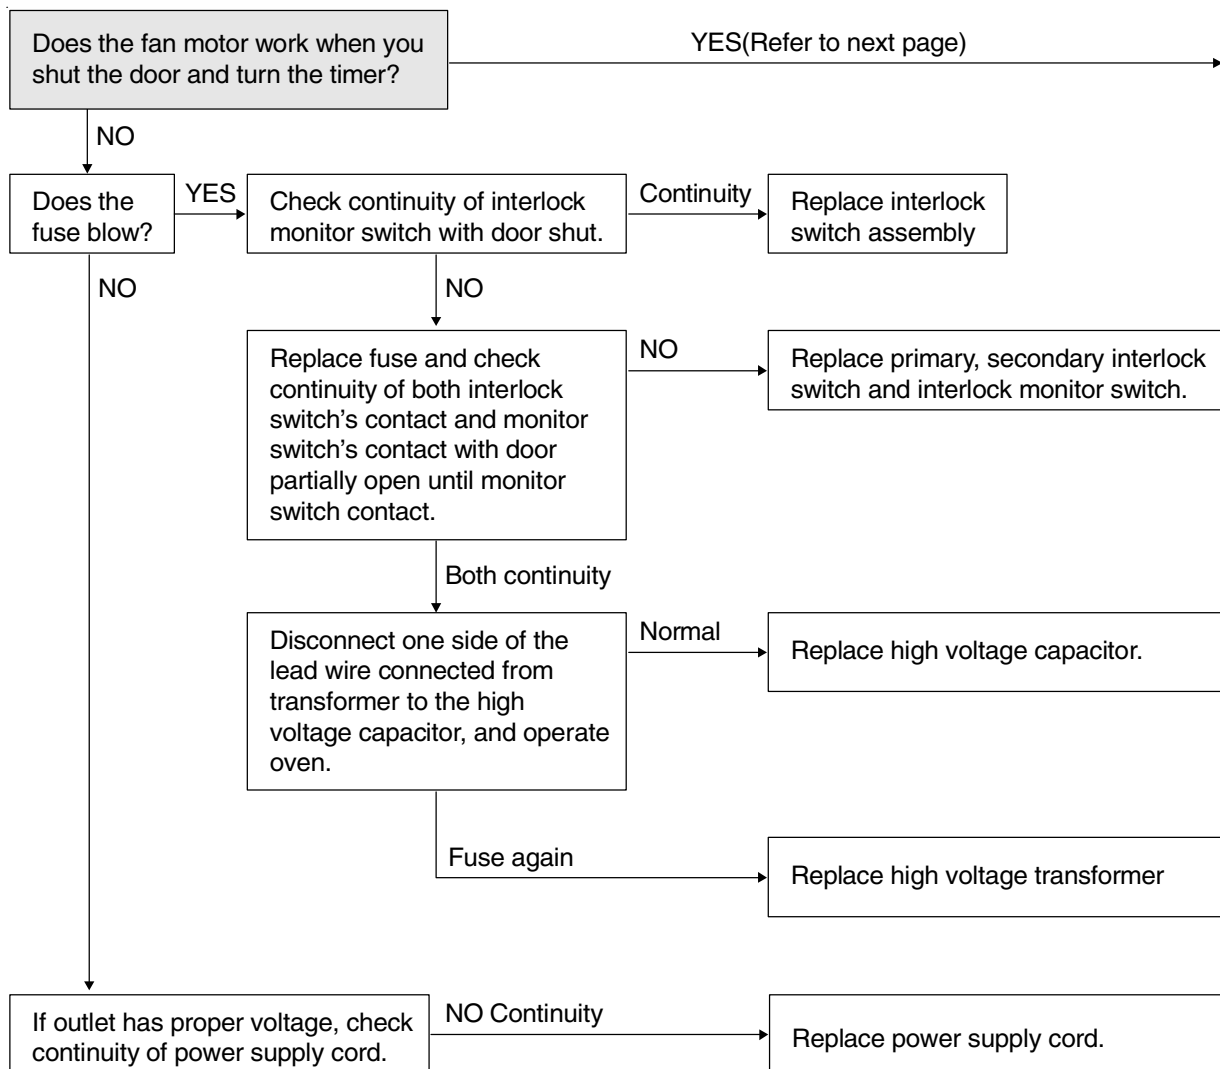 Does the fan motor work when you
shut the door and turn the timer?
YES(Refer to next page)
NO
Does the
fuse blow?
YES
Check continuity of interlock
monitor switch with door shut.
Continuity
Replace interlock
switch assembly
NO
NO
Replace fuse and check
continuity of both interlock
switch’s contact and monitor
switch’s contact with door
partially open until monitor
switch contact.
NO
Replace primary, secondary interlock
switch and interlock monitor switch.
Both continuity
Disconnect one side of the
lead wire connected from
transformer to the high
voltage capacitor, and operate
oven.
Normal
Replace high voltage capacitor.
Fuse again
Replace high voltage transformer
If outlet has proper voltage, check
continuity of power supply cord.
NO Continuity
Replace power supply cord.